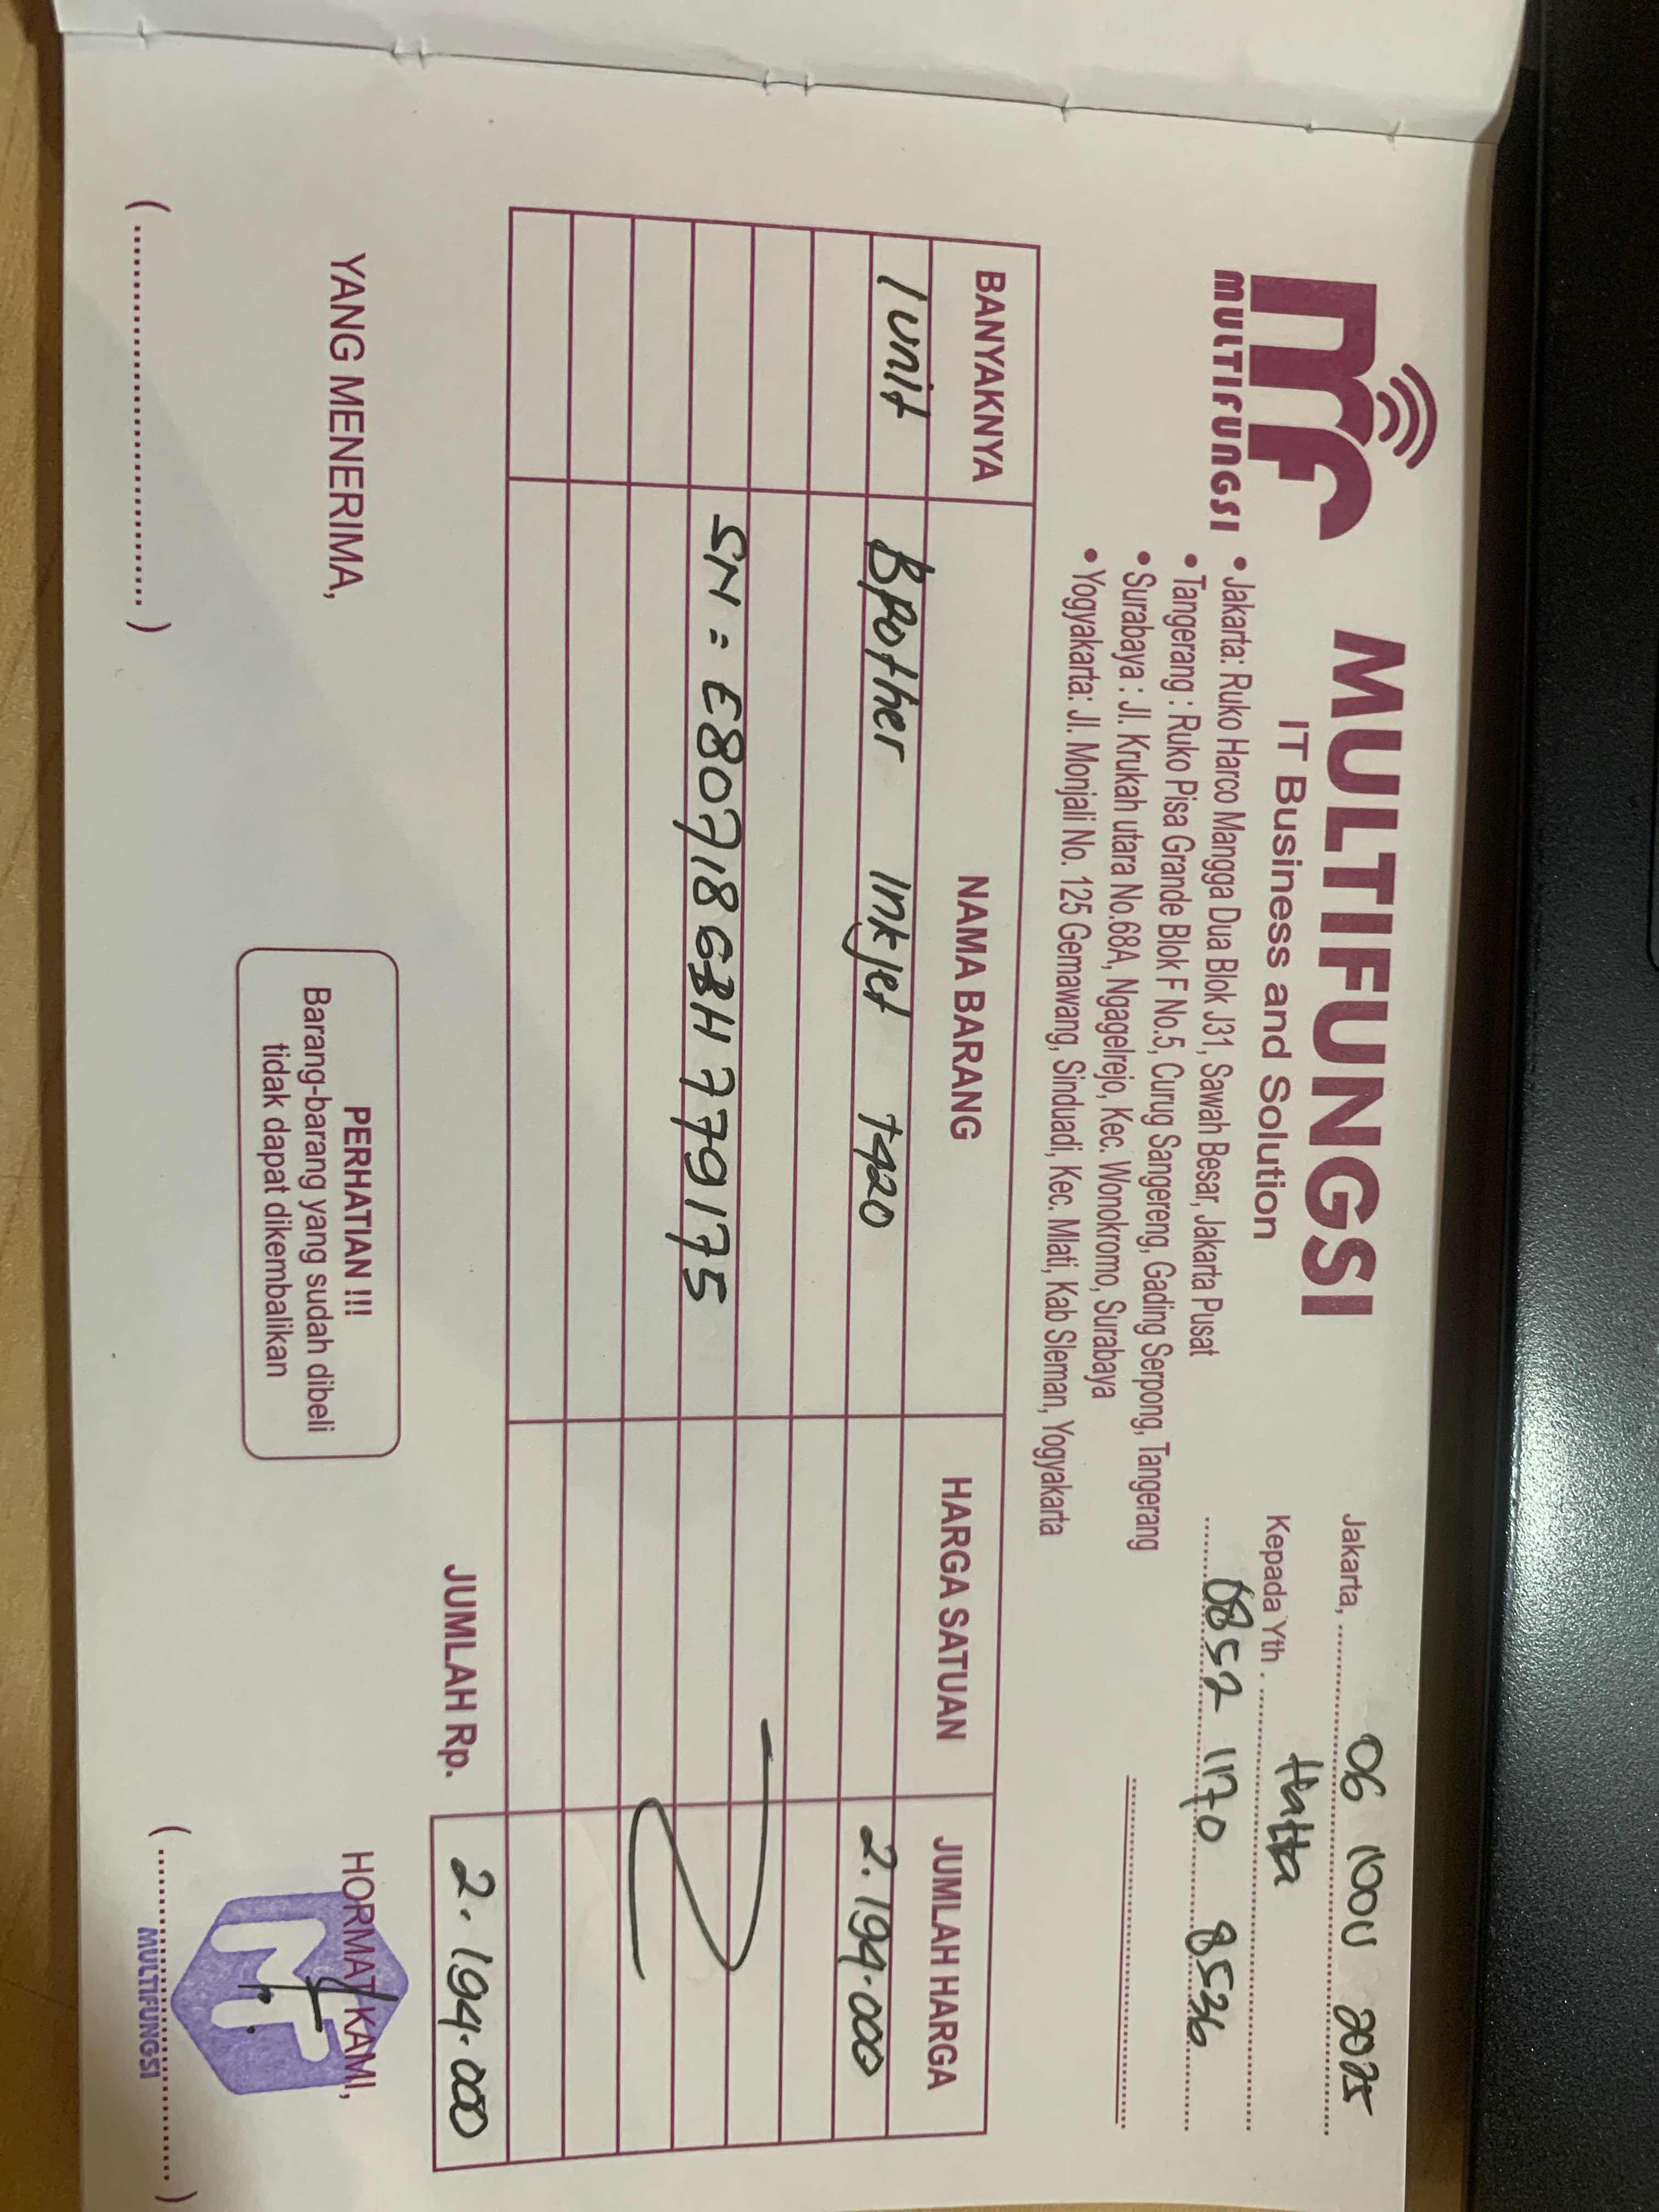 MULTIFUNGSI
MULTIFUNGSI
IT Business and Solution
• Jakarta: Ruko Harco Mangga Dua Blok J31, Sawah Besar, Jakarta Pusat
• Tangerang : Ruko Pisa Grande Blok F No.5, Curug Sangereng, Gading Serpong, Tangerang
• Surabaya : Jl. Krukah utara No.68A, Ngagelrejo, Kec. Wonokromo, Surabaya
• Yogyakarta: Jl. Monjali No. 125 Gemawang, Sinduadi, Kec. Mlati, Kab Sleman, Yogyakarta
Jakarta, 06 nov 2025
Kepada Yth. Hatta
0852 1170 8536
BANYAKNYA NAMA BARANG HARGA SATUAN JUMLAH HARGA
1 unit Brother Inkjet T420 2.194.000
SN = E80718G3H779175
JUMLAH Rp. 2.194.000
YANG MENERIMA,
PERHATIAN !!!
Barang-barang yang sudah dibeli
tidak dapat dikembalikan
HORMAT KAMI,
MULTIFUNGSI